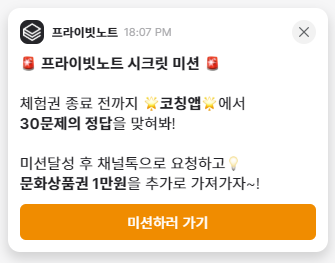 프라이빗노트 18:07 PM
🚨 프라이빗노트 시크릿 미션 🚨
체험권 종료 전까지 🌟코칭앱🌟에서
30문제의 정답을 맞혀봐!
미션달성 후 채널톡으로 요청하고💡
문화상품권 1만원을 추가로 가져가자~!
미션하러 가기